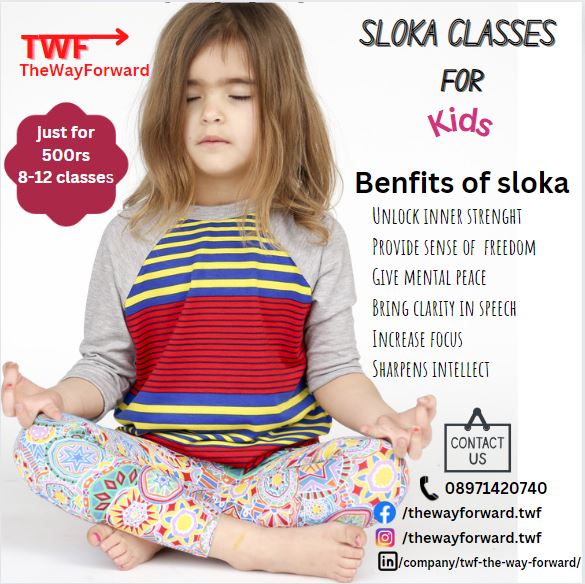 TWF
TheWayForward
SLOKA CLASSES
FOR
Kids
Just for
500rs
8-12 classes
Benfits of sloka
Unlock inner strenght
Provide sense of freedom
Give mental peace
Bring clarity in speech
Increase focus
Sharpens intellect
CONTACT
US
08971420740
/thewayforward.twf
/thewayforward.twf
in/company/twf-the-way-forward/